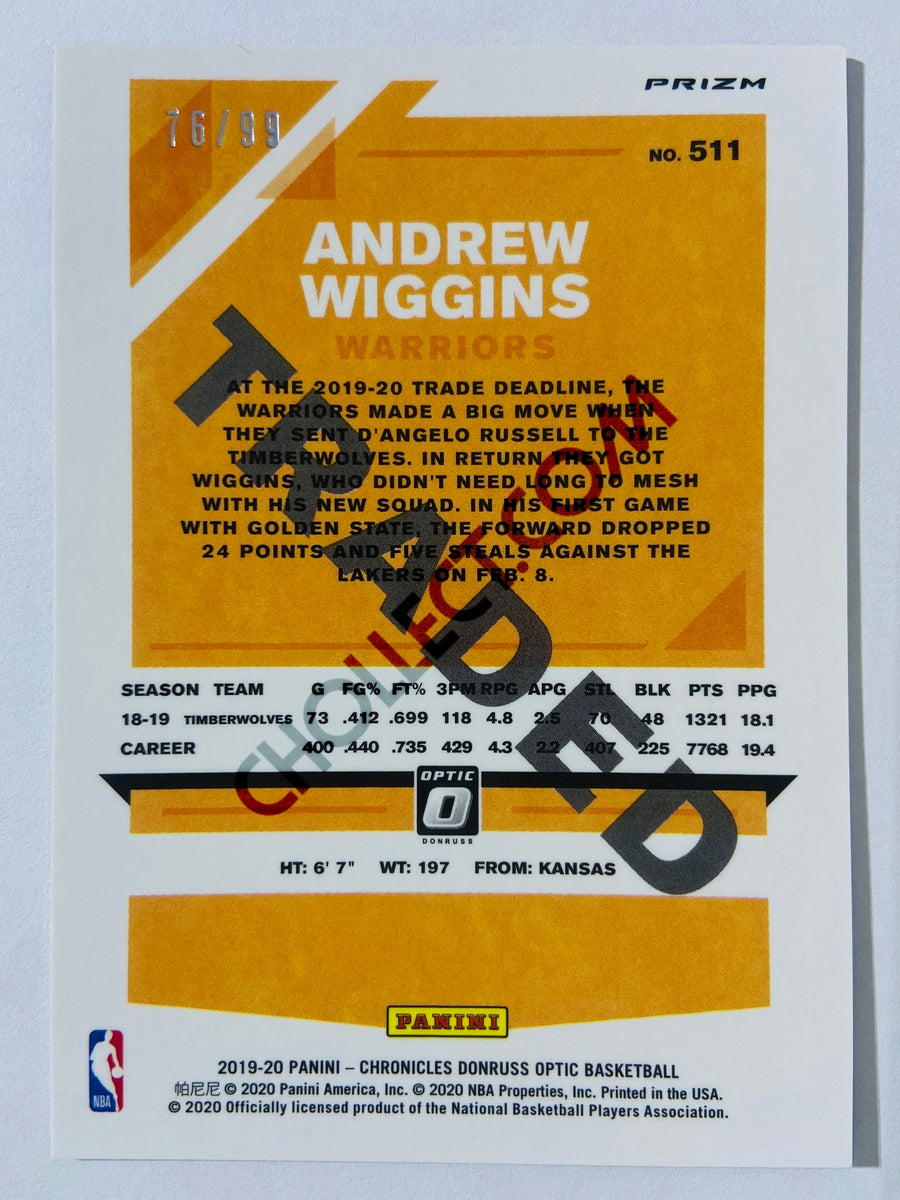 PRIZM
76/99
NO. 511
ANDREW
WIGGINS
WARRIORS
AT THE 2019-20 TRADE DEADLINE, THE
WARRIORS MADE A BIG MOVE WHEN
THEY SENT D'ANGELO RUSSELL TO THE
TIMBERWOLVES. IN RETURN THEY GOT
WIGGINS, WHO DIDN'T NEED LONG TO MESH
WITH HIS NEW SQUAD. IN HIS FIRST GAME
WITH GOLDEN STATE, THE FORWARD DROPPED
24 POINTS AND FIVE STEALS AGAINST THE
LAKERS ON FEB. 8.
TRADED
CHOLLECT.COM
SEASON TEAM G FG% FT% 3PM RPG APG STL BLK PTS PPG
18-19 TIMBERWOLVES 73 .412 .699 118 4.8 2.5 70 48 1321 18.1
CAREER 400 .440 .735 429 4.3 2.2 407 225 7768 19.4
OPTIC
DONRUSS
HT: 6' 7" WT: 197 FROM: KANSAS
PANINI
NBA
2019-20 PANINI – CHRONICLES DONRUSS OPTIC BASKETBALL
帕尼尼 © 2020 Panini America, Inc. © 2020 NBA Properties, Inc. Printed in the USA.
© 2020 Officially licensed product of the National Basketball Players Association.